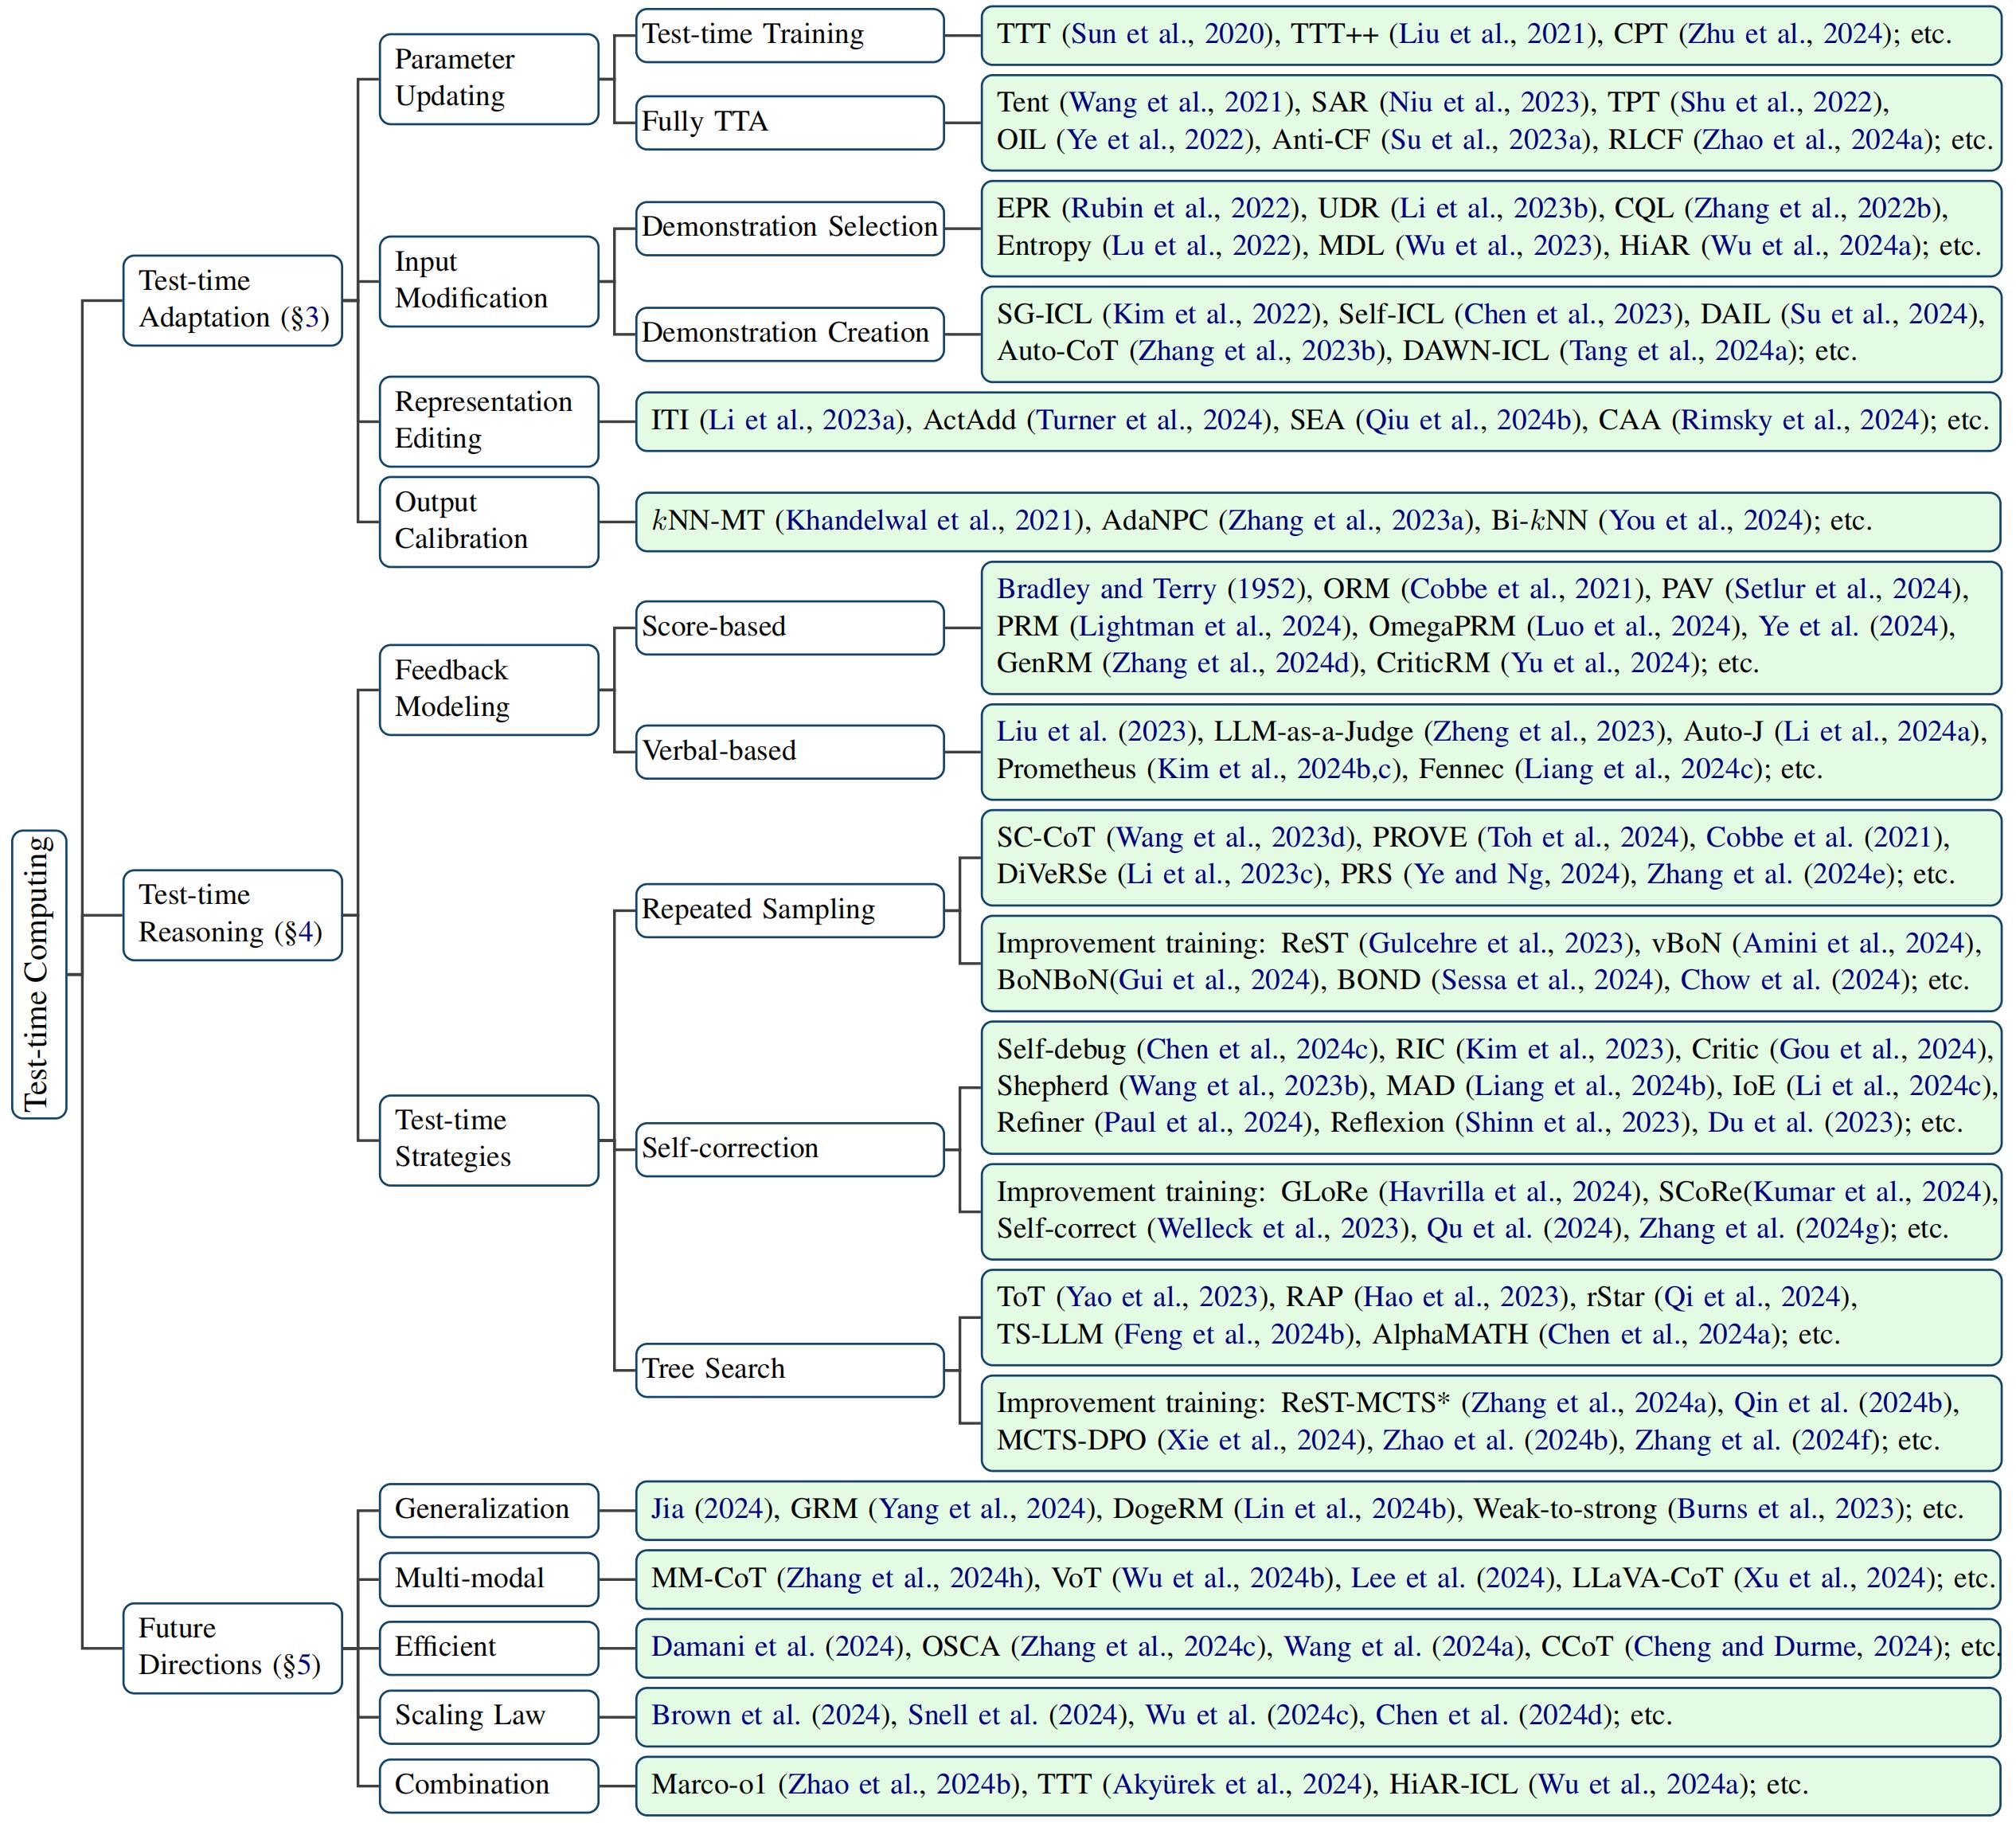 Test-time Computing
Test-time
Adaptation (§3)
Parameter
Updating
Test-time Training
TTT (Sun et al., 2020), TTT++ (Liu et al., 2021), CPT (Zhu et al., 2024); etc.
Fully TTA
Tent (Wang et al., 2021), SAR (Niu et al., 2023), TPT (Shu et al., 2022),
OIL (Ye et al., 2022), Anti-CF (Su et al., 2023a), RLCF (Zhao et al., 2024a); etc.
Input
Modification
Demonstration Selection
EPR (Rubin et al., 2022), UDR (Li et al., 2023b), CQL (Zhang et al., 2022b),
Entropy (Lu et al., 2022), MDL (Wu et al., 2023), HiAR (Wu et al., 2024a); etc.
Demonstration Creation
SG-ICL (Kim et al., 2022), Self-ICL (Chen et al., 2023), DAIL (Su et al., 2024),
Auto-CoT (Zhang et al., 2023b), DAWN-ICL (Tang et al., 2024a); etc.
Representation
Editing
ITI (Li et al., 2023a), ActAdd (Turner et al., 2024), SEA (Qiu et al., 2024b), CAA (Rimsky et al., 2024); etc.
Output
Calibration
kNN-MT (Khandelwal et al., 2021), AdaNPC (Zhang et al., 2023a), Bi-kNN (You et al., 2024); etc.
Test-time
Reasoning (§4)
Feedback
Modeling
Score-based
Bradley and Terry (1952), ORM (Cobbe et al., 2021), PAV (Setlur et al., 2024),
PRM (Lightman et al., 2024), OmegaPRM (Luo et al., 2024), Ye et al. (2024),
GenRM (Zhang et al., 2024d), CriticRM (Yu et al., 2024); etc.
Verbal-based
Liu et al. (2023), LLM-as-a-Judge (Zheng et al., 2023), Auto-J (Li et al., 2024a),
Prometheus (Kim et al., 2024b,c), Fennec (Liang et al., 2024c); etc.
Test-time
Strategies
Repeated Sampling
SC-CoT (Wang et al., 2023d), PROVE (Toh et al., 2024), Cobbe et al. (2021),
DiVeRSe (Li et al., 2023c), PRS (Ye and Ng, 2024), Zhang et al. (2024e); etc.
Improvement training: ReST (Gulcehre et al., 2023), vBoN (Amini et al., 2024),
BoNBoN(Gui et al., 2024), BOND (Sessa et al., 2024), Chow et al. (2024); etc.
Self-correction
Self-debug (Chen et al., 2024c), RIC (Kim et al., 2023), Critic (Gou et al., 2024),
Shepherd (Wang et al., 2023b), MAD (Liang et al., 2024b), IoE (Li et al., 2024c),
Refiner (Paul et al., 2024), Reflexion (Shinn et al., 2023), Du et al. (2023); etc.
Improvement training: GLoRe (Havrilla et al., 2024), SCoRe(Kumar et al., 2024),
Self-correct (Welleck et al., 2023), Qu et al. (2024), Zhang et al. (2024g); etc.
Tree Search
ToT (Yao et al., 2023), RAP (Hao et al., 2023), rStar (Qi et al., 2024),
TS-LLM (Feng et al., 2024b), AlphaMATH (Chen et al., 2024a); etc.
Improvement training: ReST-MCTS* (Zhang et al., 2024a), Qin et al. (2024b),
MCTS-DPO (Xie et al., 2024), Zhao et al. (2024b), Zhang et al. (2024f); etc.
Future
Directions (§5)
Generalization
Jia (2024), GRM (Yang et al., 2024), DogeRM (Lin et al., 2024b), Weak-to-strong (Burns et al., 2023); etc.
Multi-modal
MM-CoT (Zhang et al., 2024h), VoT (Wu et al., 2024b), Lee et al. (2024), LLaVA-CoT (Xu et al., 2024); etc.
Efficient
Damani et al. (2024), OSCA (Zhang et al., 2024c), Wang et al. (2024a), CCoT (Cheng and Durme, 2024); etc.
Scaling Law
Brown et al. (2024), Snell et al. (2024), Wu et al. (2024c), Chen et al. (2024d); etc.
Combination
Marco-o1 (Zhao et al., 2024b), TTT (Akyürek et al., 2024), HiAR-ICL (Wu et al., 2024a); etc.